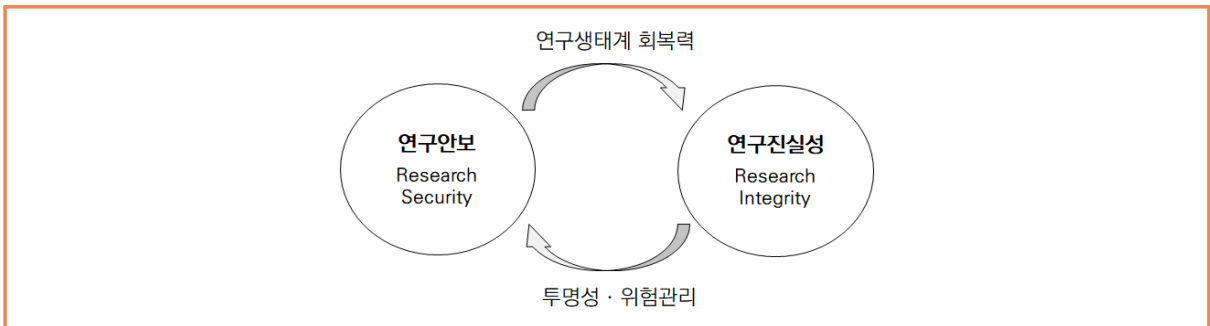 연구생태계 회복력
연구안보
Research
Security
연구진실성
Research
Integrity
투명성 · 위험관리